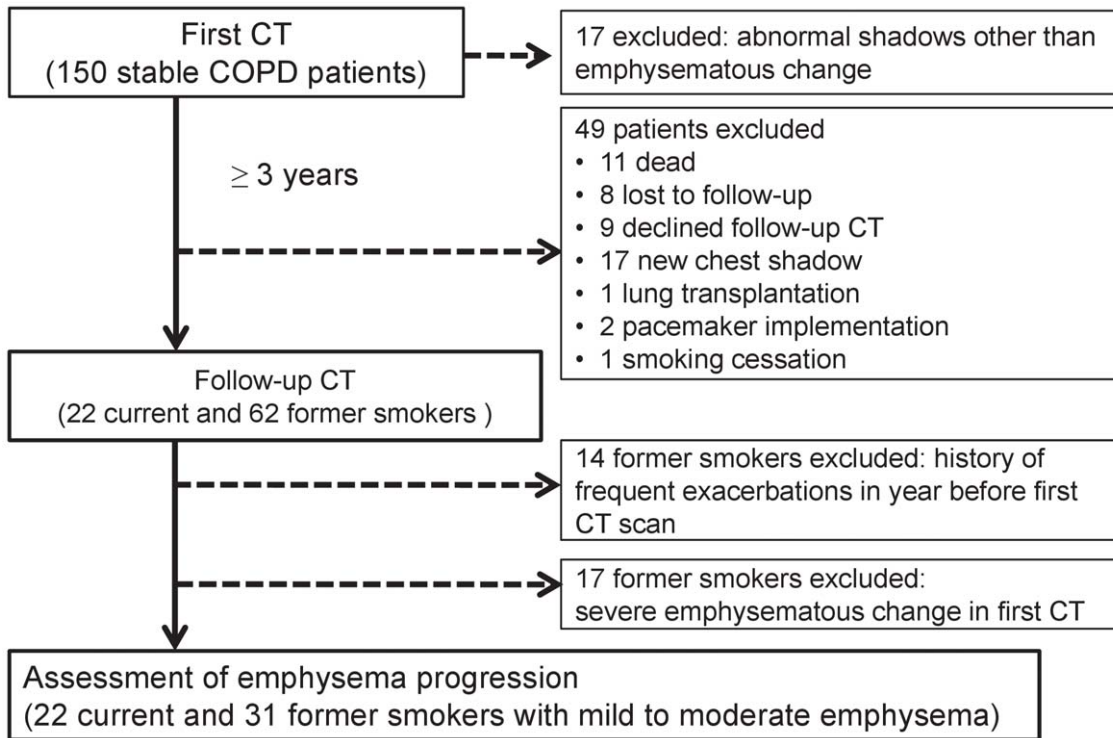 First CT
(150 stable COPD patients)
17 excluded: abnormal shadows other than
emphysematous change
≥ 3 years
49 patients excluded
• 11 dead
• 8 lost to follow-up
• 9 declined follow-up CT
• 17 new chest shadow
• 1 lung transplantation
• 2 pacemaker implementation
• 1 smoking cessation
Follow-up CT
(22 current and 62 former smokers )
14 former smokers excluded: history of
frequent exacerbations in year before first
CT scan
17 former smokers excluded:
severe emphysematous change in first CT
Assessment of emphysema progression
(22 current and 31 former smokers with mild to moderate emphysema)